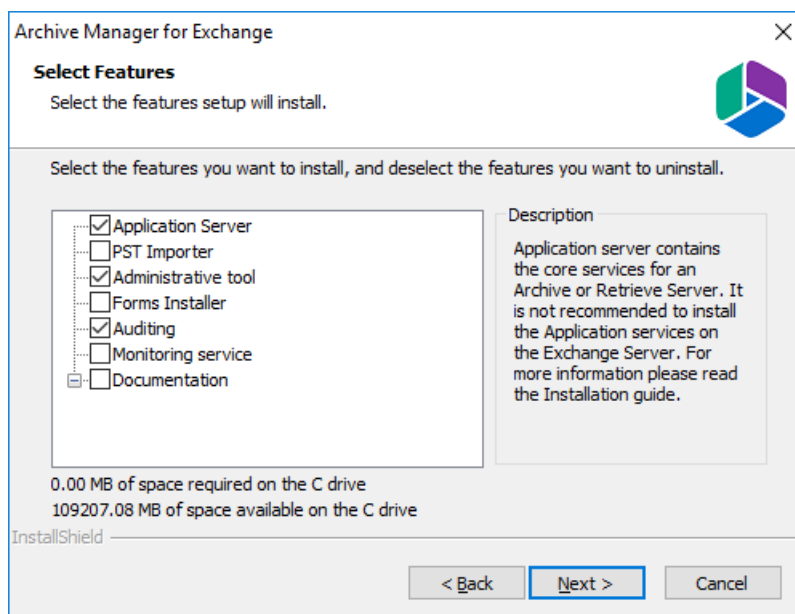 Archive Manager for Exchange
Select Features
Select the features setup will install.
Select the features you want to install, and deselect the features you want to uninstall.
Application Server
PST Importer
Administrative tool
Forms Installer
Auditing
Monitoring service
Documentation
Description
Application server contains
the core services for an
Archive or Retrieve Server. It
is not recommended to install
the Application services on
the Exchange Server. For
more information please read
the Installation guide.
0.00 MB of space required on the C drive
109207.08 MB of space available on the C drive
InstallShield
< Back
Next >
Cancel